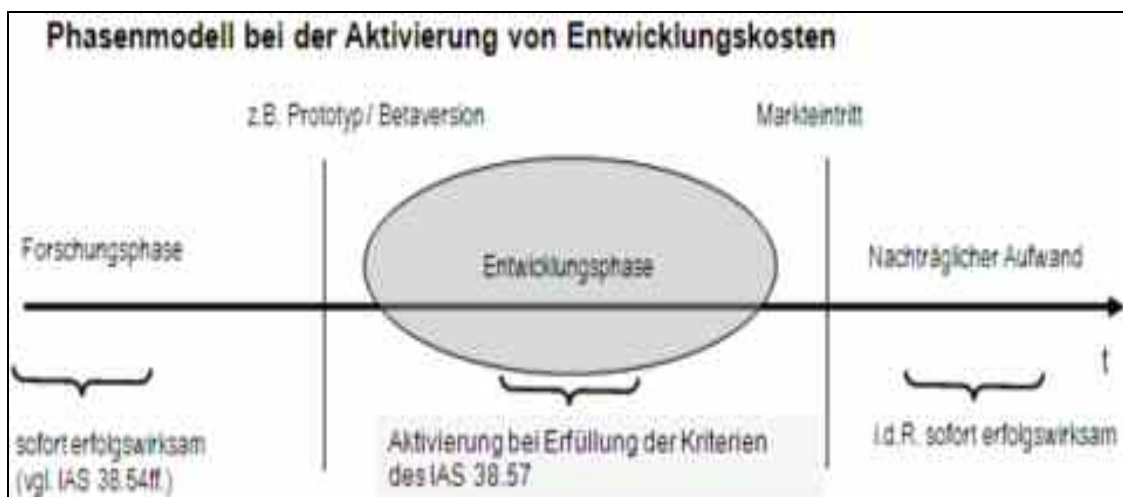 Phasenmodell bei der Aktivierung von Entwicklungskosten
z.B. Prototyp / Betaversion
Markteintritt
Forschungsphase
Entwicklungsphase
Nachträglicher Aufwand
t
sofort erfolgswirksam
(vgl. IAS 38.54ff.)
Aktivierung bei Erfüllung der Kriterien
des IAS 38.57
i.d.R. sofort erfolgswirksam